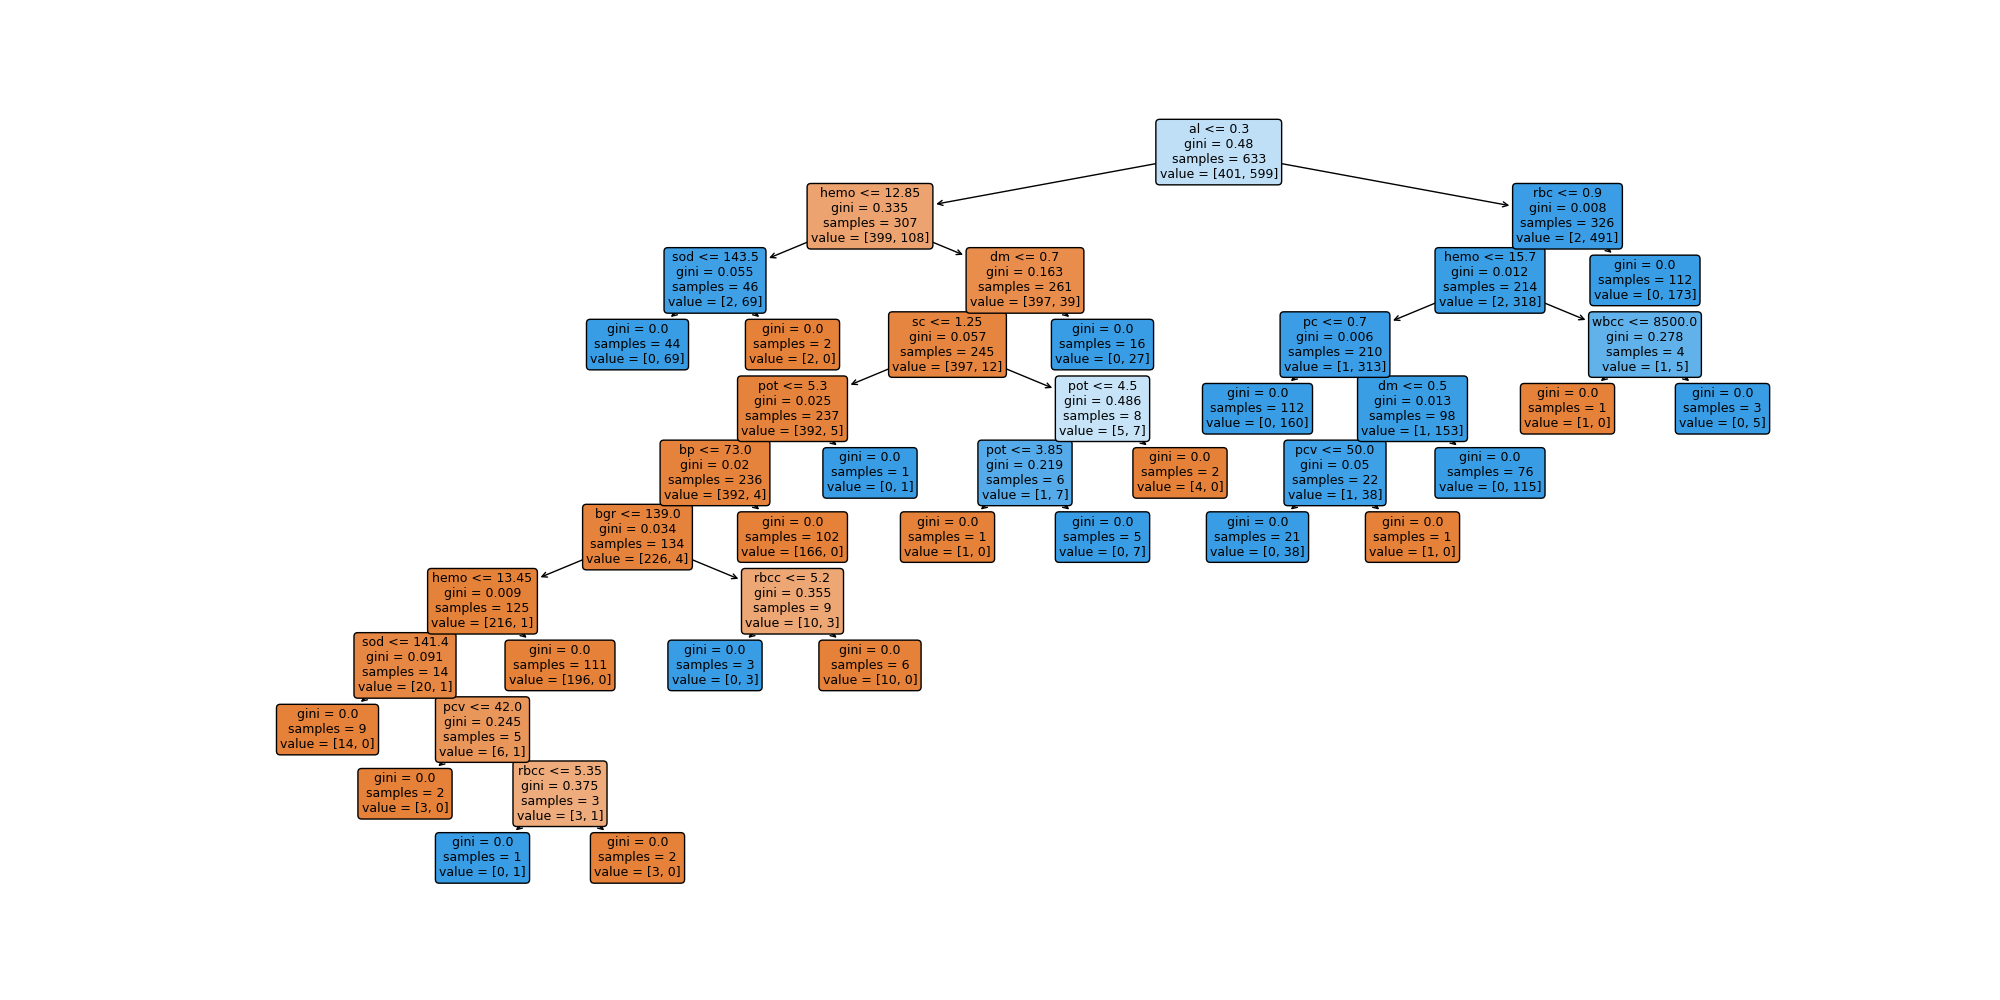 al <= 0.3
gini = 0.48
samples = 633
value = [401, 599]
hemo <= 12.85
gini = 0.335
samples = 307
value = [399, 108]
rbc <= 0.9
gini = 0.008
samples = 326
value = [2, 491]
sod <= 143.5
gini = 0.055
samples = 46
value = [2, 69]
dm <= 0.7
gini = 0.163
samples = 261
value = [397, 39]
hemo <= 15.7
gini = 0.012
samples = 214
value = [2, 318]
gini = 0.0
samples = 112
value = [0, 173]
gini = 0.0
samples = 44
value = [0, 69]
gini = 0.0
samples = 2
value = [2, 0]
sc <= 1.25
gini = 0.057
samples = 245
value = [397, 12]
gini = 0.0
samples = 16
value = [0, 27]
pc <= 0.7
gini = 0.006
samples = 210
value = [1, 313]
wbcc <= 8500.0
gini = 0.278
samples = 4
value = [1, 5]
pot <= 5.3
gini = 0.025
samples = 237
value = [392, 5]
pot <= 4.5
gini = 0.486
samples = 8
value = [5, 7]
gini = 0.0
samples = 112
value = [0, 160]
dm <= 0.5
gini = 0.013
samples = 98
value = [1, 153]
gini = 0.0
samples = 1
value = [1, 0]
gini = 0.0
samples = 3
value = [0, 5]
bp <= 73.0
gini = 0.02
samples = 236
value = [392, 4]
gini = 0.0
samples = 1
value = [0, 1]
pot <= 3.85
gini = 0.219
samples = 6
value = [1, 7]
gini = 0.0
samples = 2
value = [4, 0]
pcv <= 50.0
gini = 0.05
samples = 22
value = [1, 38]
gini = 0.0
samples = 76
value = [0, 115]
bgr <= 139.0
gini = 0.034
samples = 134
value = [226, 4]
gini = 0.0
samples = 102
value = [166, 0]
gini = 0.0
samples = 1
value = [1, 0]
gini = 0.0
samples = 5
value = [0, 7]
gini = 0.0
samples = 21
value = [0, 38]
gini = 0.0
samples = 1
value = [1, 0]
hemo <= 13.45
gini = 0.009
samples = 125
value = [216, 1]
rbcc <= 5.2
gini = 0.355
samples = 9
value = [10, 3]
sod <= 141.4
gini = 0.091
samples = 14
value = [20, 1]
gini = 0.0
samples = 111
value = [196, 0]
gini = 0.0
samples = 3
value = [0, 3]
gini = 0.0
samples = 6
value = [10, 0]
gini = 0.0
samples = 9
value = [14, 0]
pcv <= 42.0
gini = 0.245
samples = 5
value = [6, 1]
gini = 0.0
samples = 2
value = [3, 0]
rbcc <= 5.35
gini = 0.375
samples = 3
value = [3, 1]
gini = 0.0
samples = 1
value = [0, 1]
gini = 0.0
samples = 2
value = [3, 0]